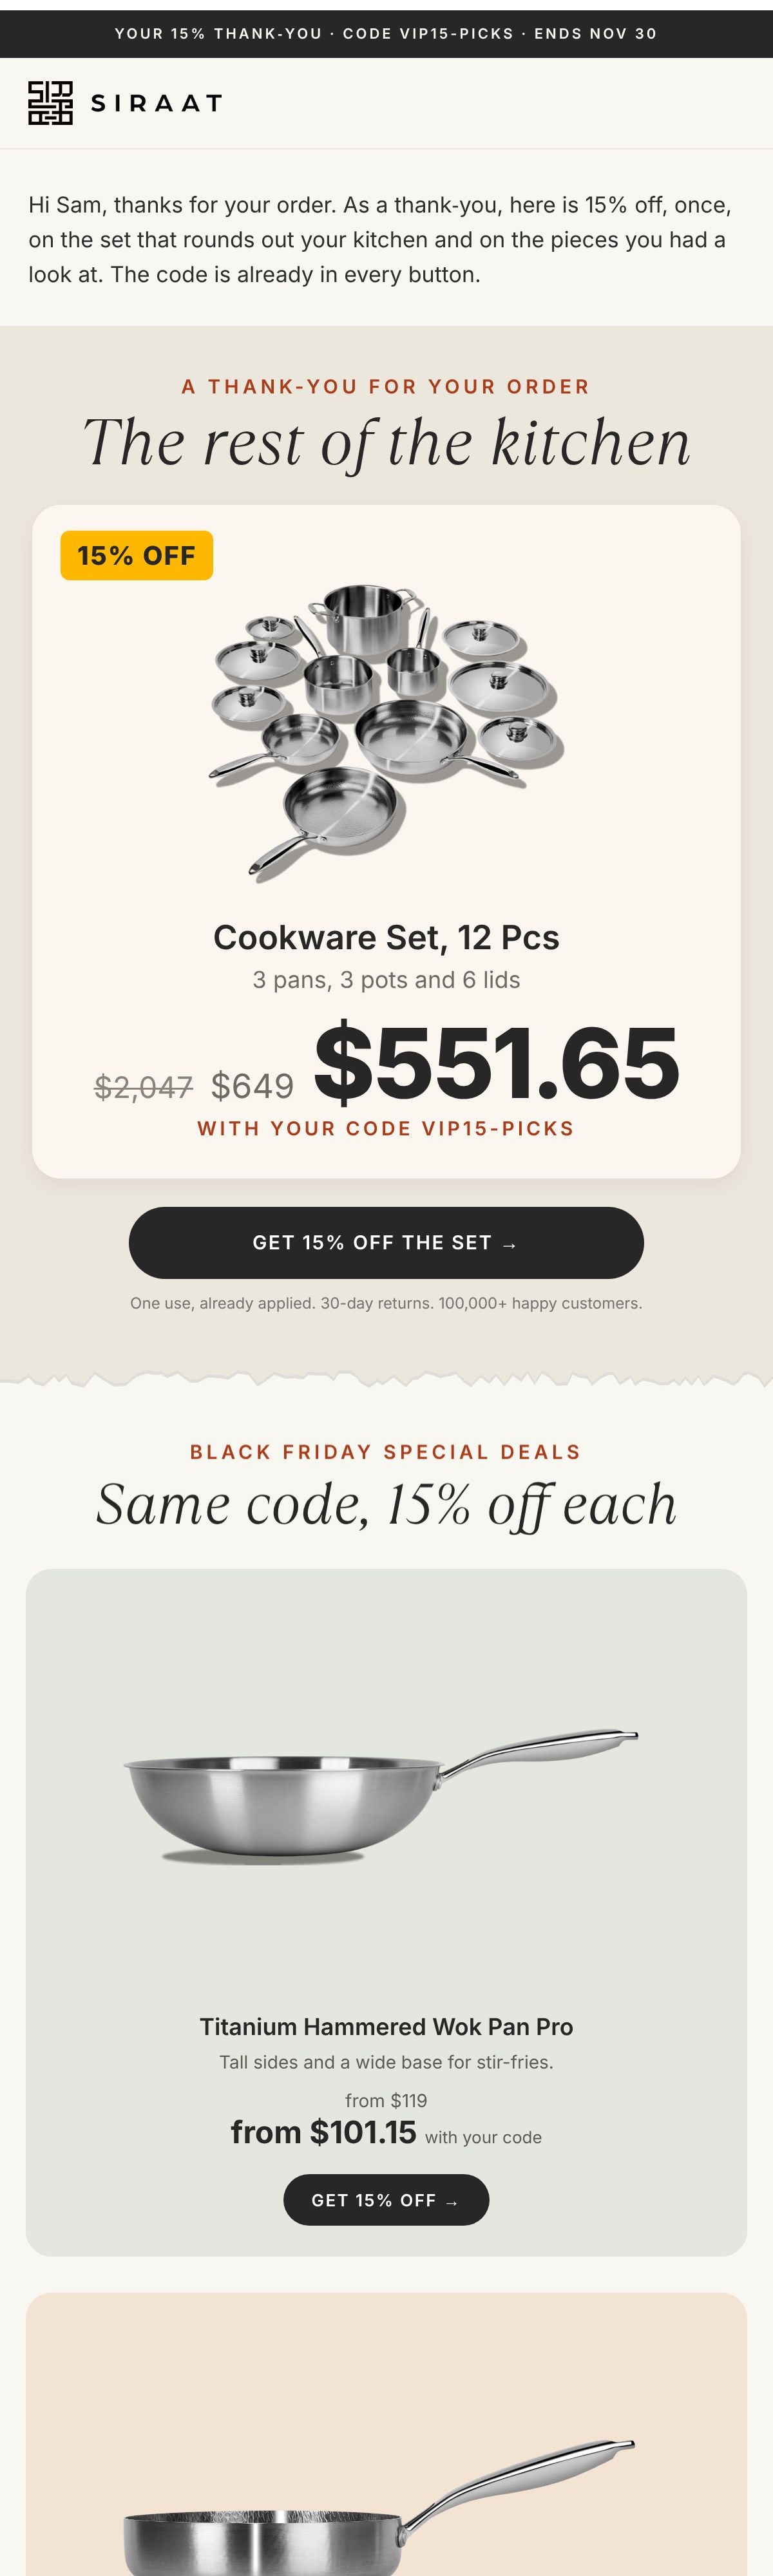 YOUR 15% THANK-YOU · CODE VIP15-PICKS · ENDS NOV 30
SIRAAT
Hi Sam, thanks for your order. As a thank-you, here is 15% off, once,
on the set that rounds out your kitchen and on the pieces you had a
look at. The code is already in every button.
A THANK-YOU FOR YOUR ORDER
The rest of the kitchen
15% OFF
Cookware Set, 12 Pcs
3 pans, 3 pots and 6 lids
$2,047 $649 $551.65
WITH YOUR CODE VIP15-PICKS
GET 15% OFF THE SET →
One use, already applied. 30-day returns. 100,000+ happy customers.
BLACK FRIDAY SPECIAL DEALS
Same code, 15% off each
Titanium Hammered Wok Pan Pro
Tall sides and a wide base for stir-fries.
from $119
from $101.15 with your code
GET 15% OFF →